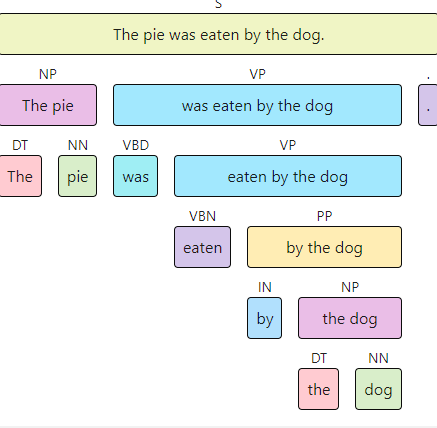 S
The pie was eaten by the dog.
NP VP .
The pie was eaten by the dog .
DT NN VBD VP
The pie was eaten by the dog
VBN PP
eaten by the dog
IN NP
by the dog
DT NN
the dog